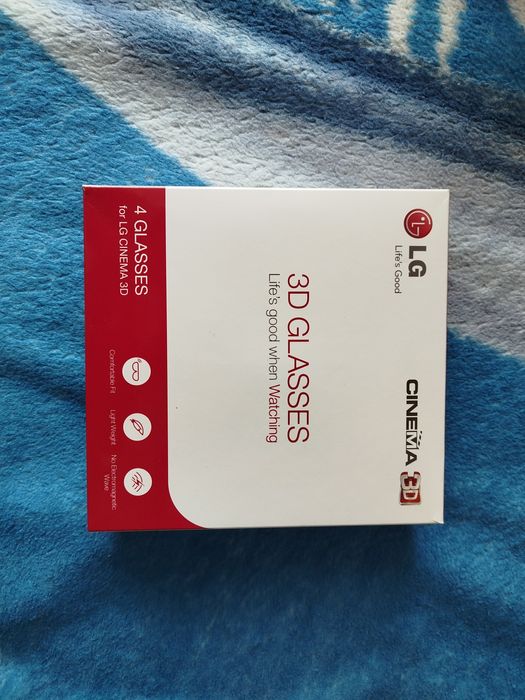 LG
Life's Good
CINEMA 3D
3D GLASSES
Life's good when Watching
4 GLASSES
for LG CINEMA 3D
Comfortable Fit
Light Weight
No Electromagnetic
Wave